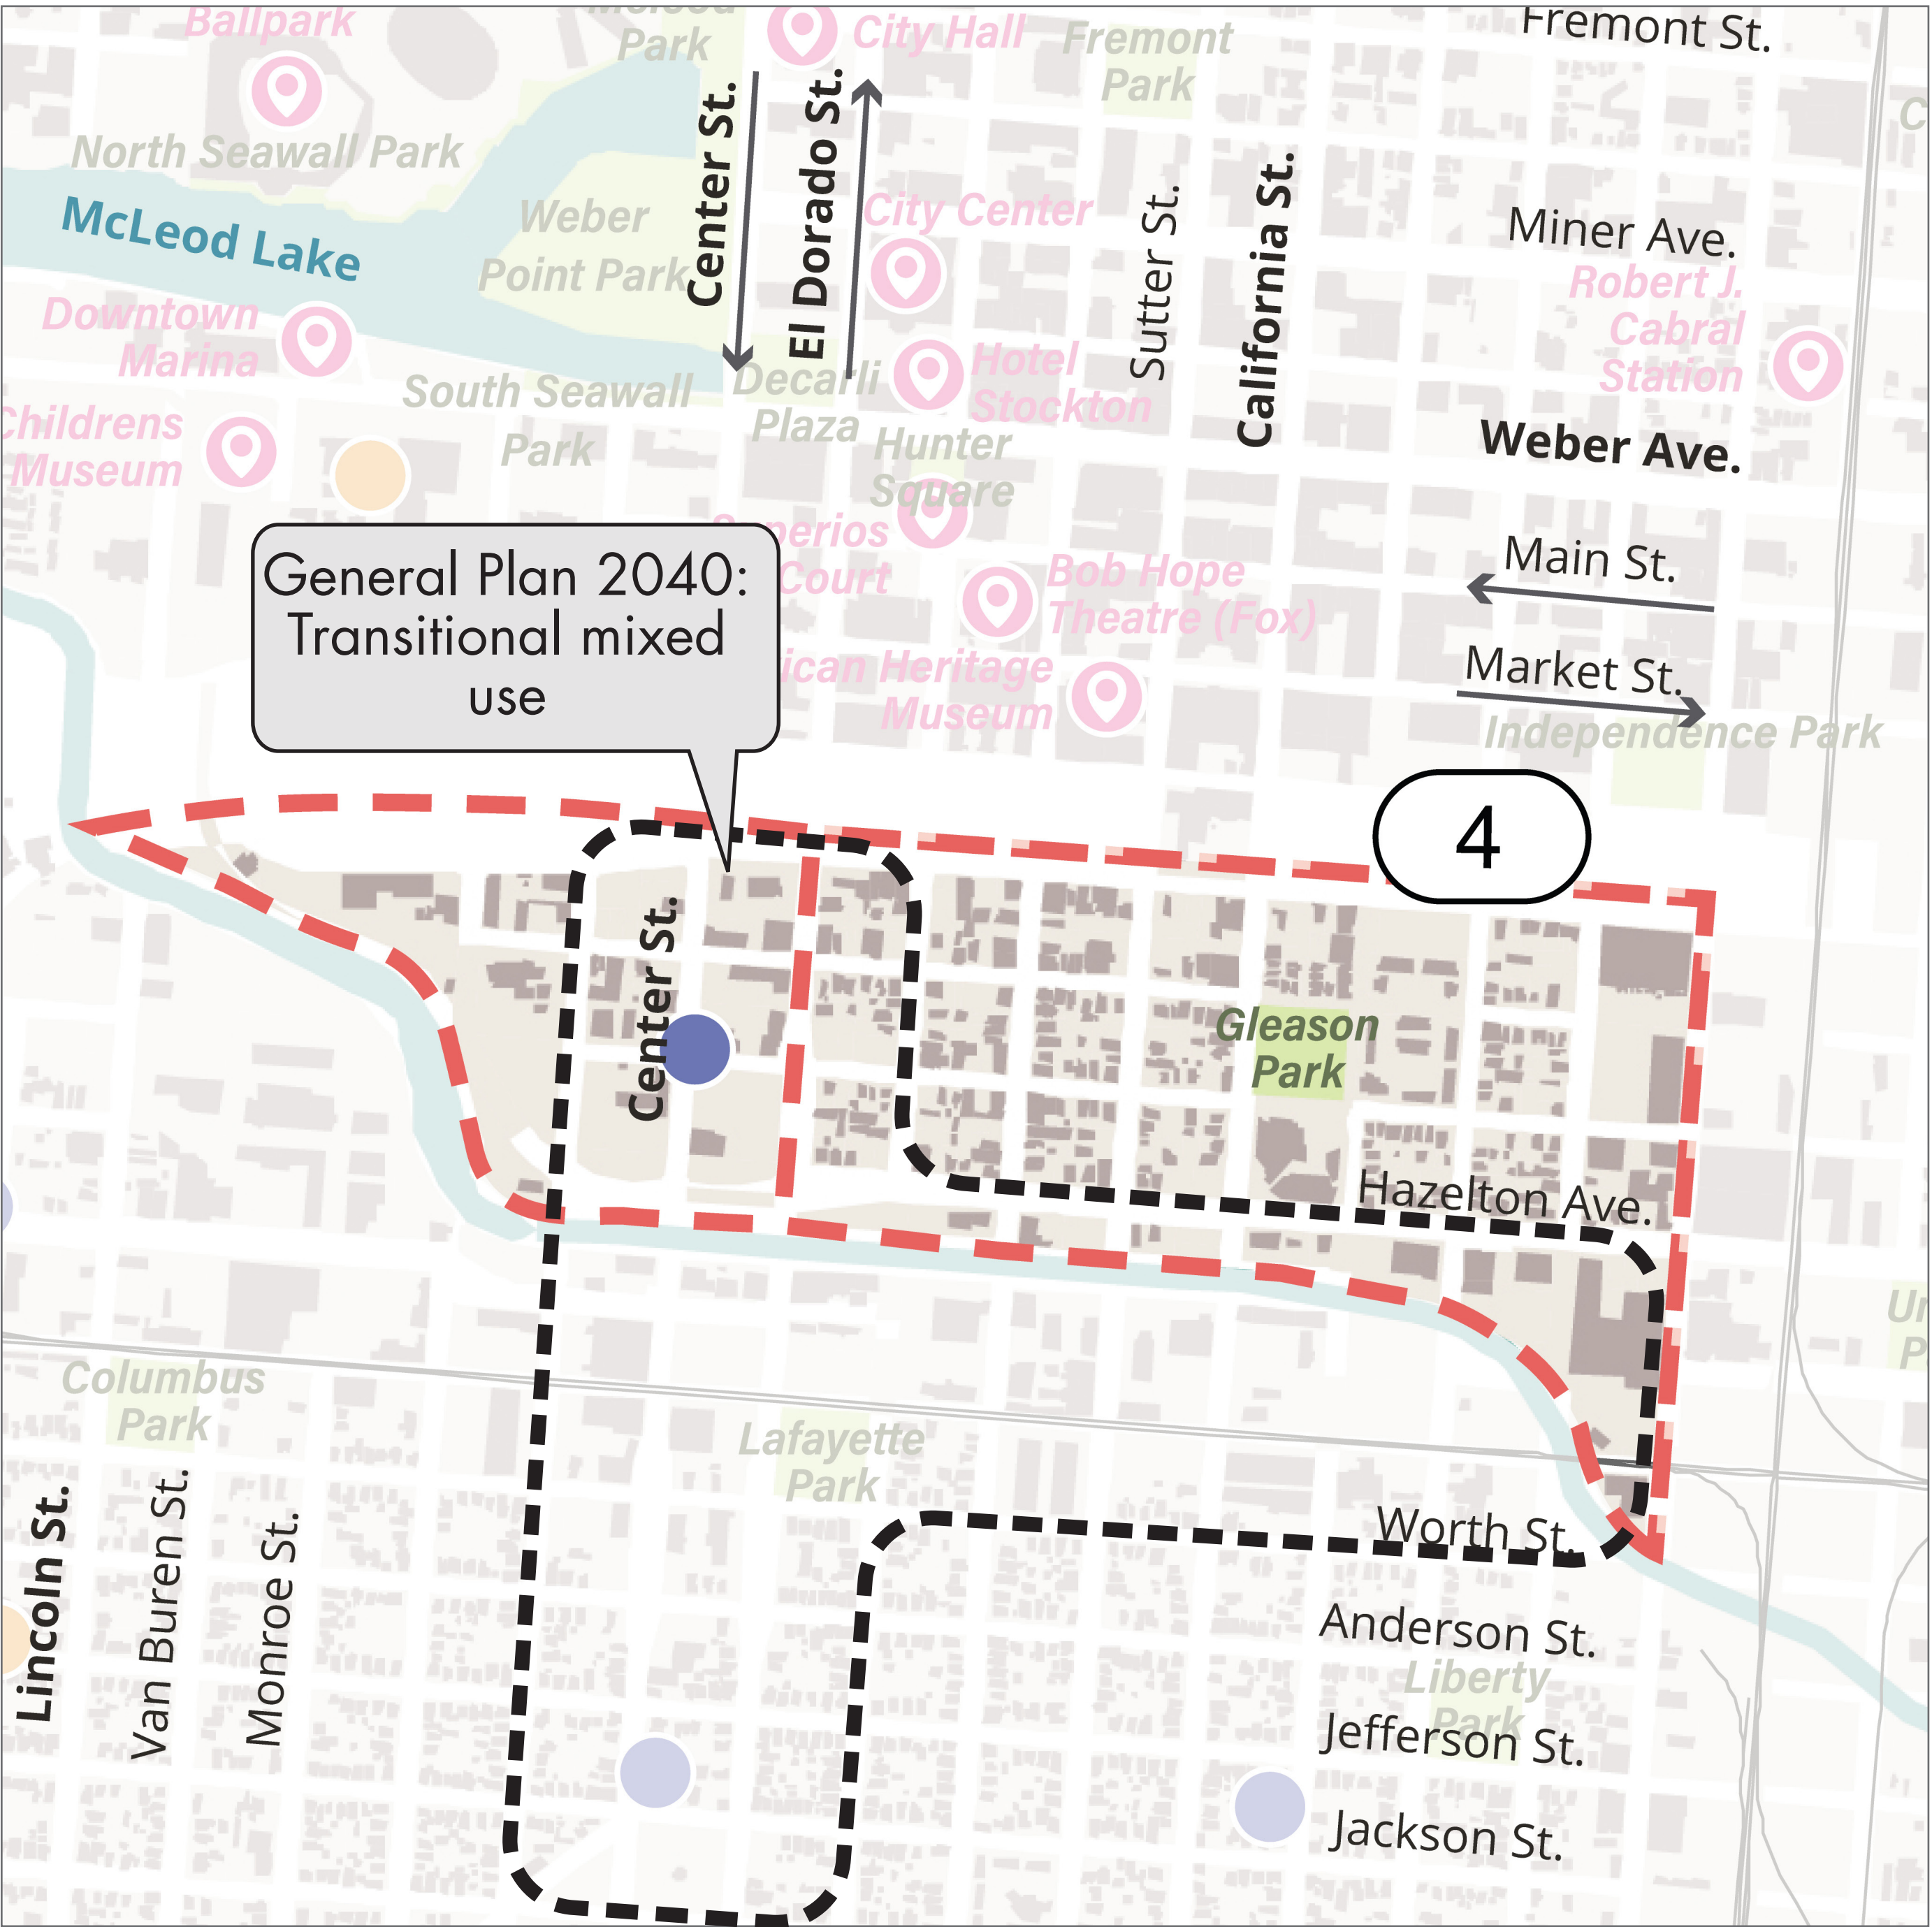 Ballpark
Park
City Hall
Fremont
Park
Fremont St.
North Seawall Park
McLeod Lake
Weber
Point Park
Center St.
El Dorado St.
City Center
Sutter St.
California St.
Miner Ave.
Robert J.
Cabral
Station
Downtown
Marina
South Seawall
Park
Decarli
Plaza
Hotel
Stockton
Weber Ave.
Childrens
Museum
Hunter
Square
perios
Court
Bob Hope
Theatre (Fox)
Main St.
General Plan 2040:
Transitional mixed
use
ican Heritage
Museum
Market St.
Independence Park
4
Center St.
Gleason
Park
Hazelton Ave.
Columbus
Park
Lafayette
Park
Lincoln St.
Van Buren St.
Monroe St.
Worth St.
Anderson St.
Liberty
Park
Jefferson St.
Jackson St.